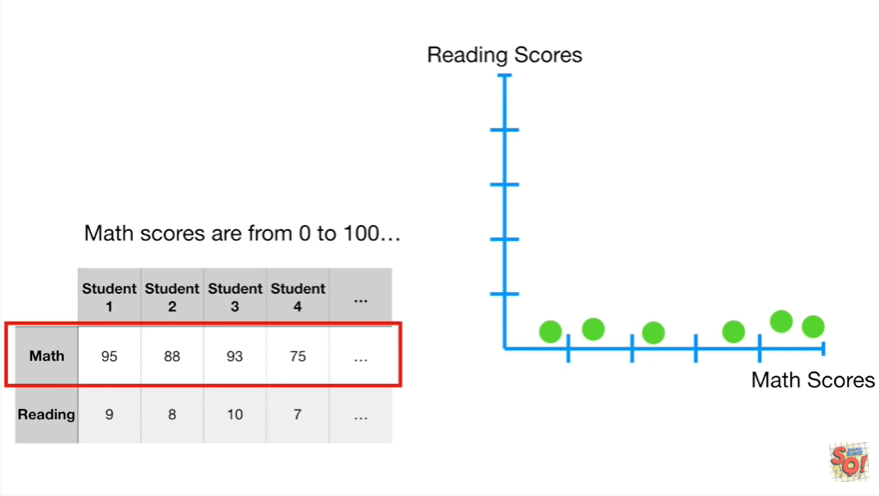 Reading Scores
Math scores are from 0 to 100…
Student 1 Student 2 Student 3 Student 4 …
Math 95 88 93 75 …
Reading 9 8 10 7 …
Math Scores
SQ!